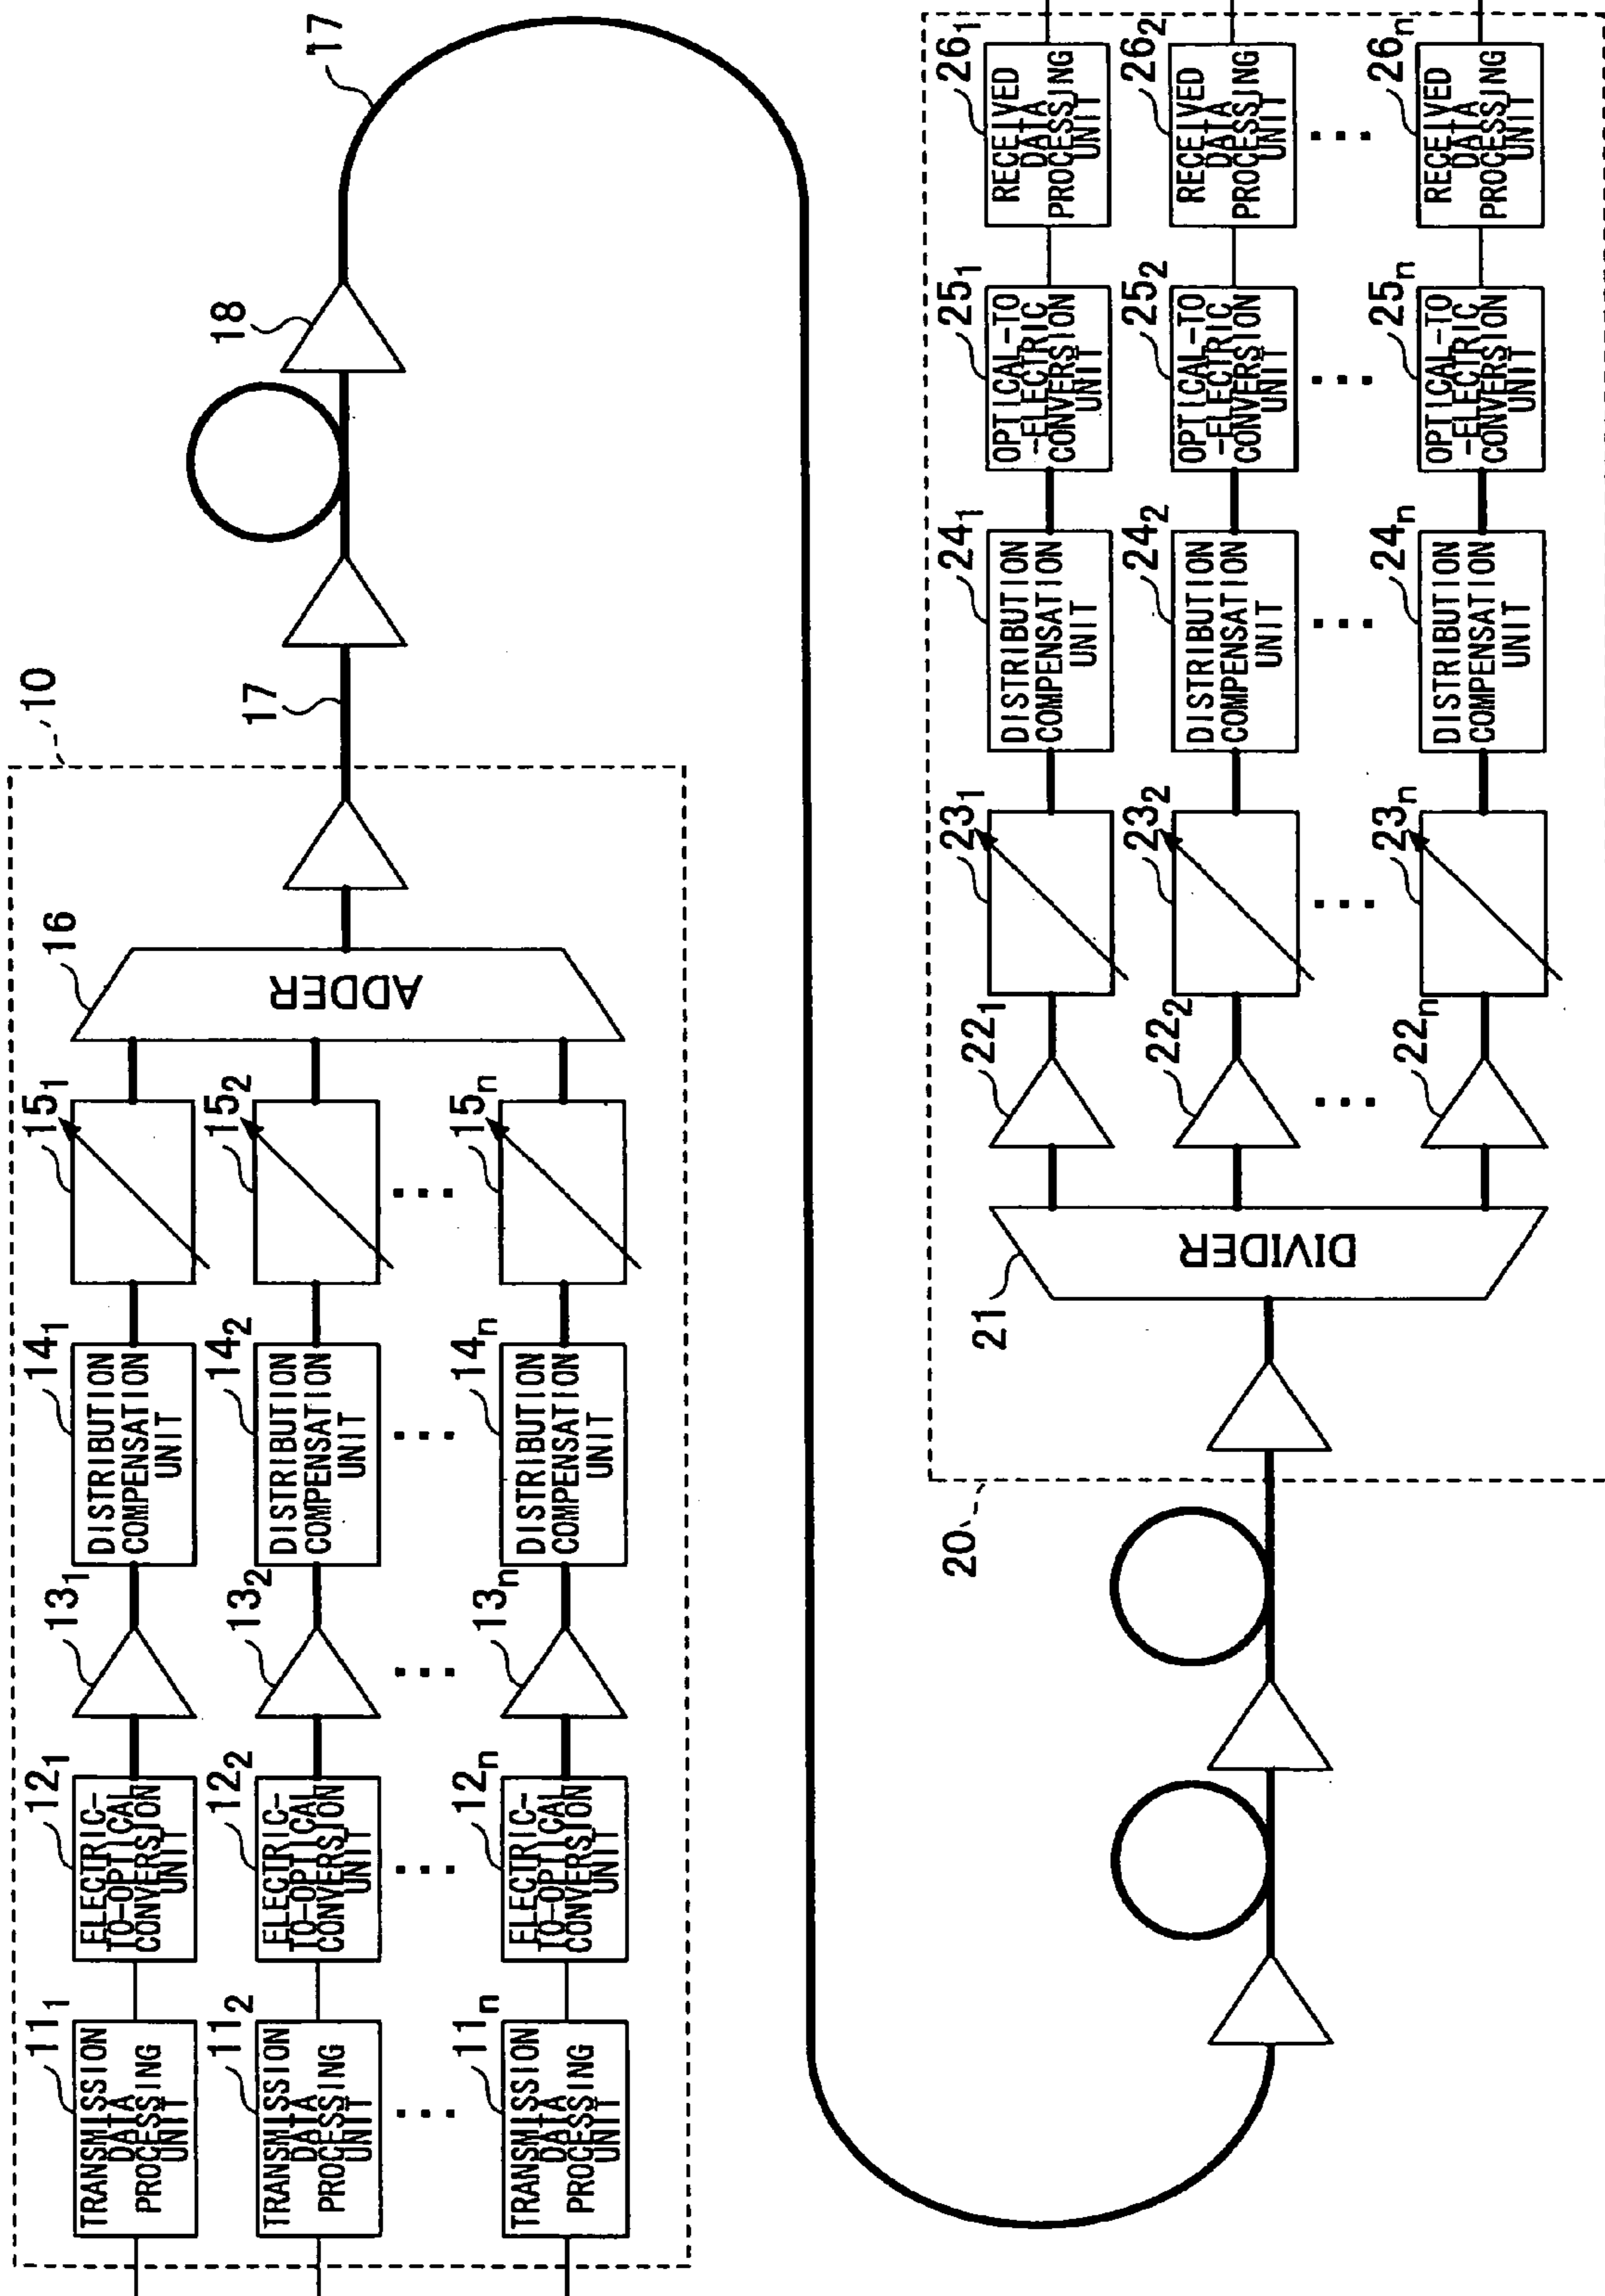 10
11₁
TRANSMISSION
DATA
PROCESSING
UNIT
12₁
ELECTRIC-
TO-OPTICAL
CONVERSION
UNIT
13₁
14₁
DISTRIBUTION
COMPENSATION
UNIT
15₁
16
ADDER
11₂
TRANSMISSION
DATA
PROCESSING
UNIT
12₂
ELECTRIC-
TO-OPTICAL
CONVERSION
UNIT
13₂
14₂
DISTRIBUTION
COMPENSATION
UNIT
15₂
11ₙ
TRANSMISSION
DATA
PROCESSING
UNIT
12ₙ
ELECTRIC-
TO-OPTICAL
CONVERSION
UNIT
13ₙ
14ₙ
DISTRIBUTION
COMPENSATION
UNIT
15ₙ
17
18
17
20
21
DIVIDER
22₁
23₁
24₁
DISTRIBUTION
COMPENSATION
UNIT
25₁
OPTICAL-TO
-ELECTRIC
CONVERSION
UNIT
26₁
RECEIVED
DATA
PROCESSING
UNIT
22₂
23₂
24₂
DISTRIBUTION
COMPENSATION
UNIT
25₂
OPTICAL-TO
-ELECTRIC
CONVERSION
UNIT
26₂
RECEIVED
DATA
PROCESSING
UNIT
22ₙ
23ₙ
24ₙ
DISTRIBUTION
COMPENSATION
UNIT
25ₙ
OPTICAL-TO
-ELECTRIC
CONVERSION
UNIT
26ₙ
RECEIVED
DATA
PROCESSING
UNIT